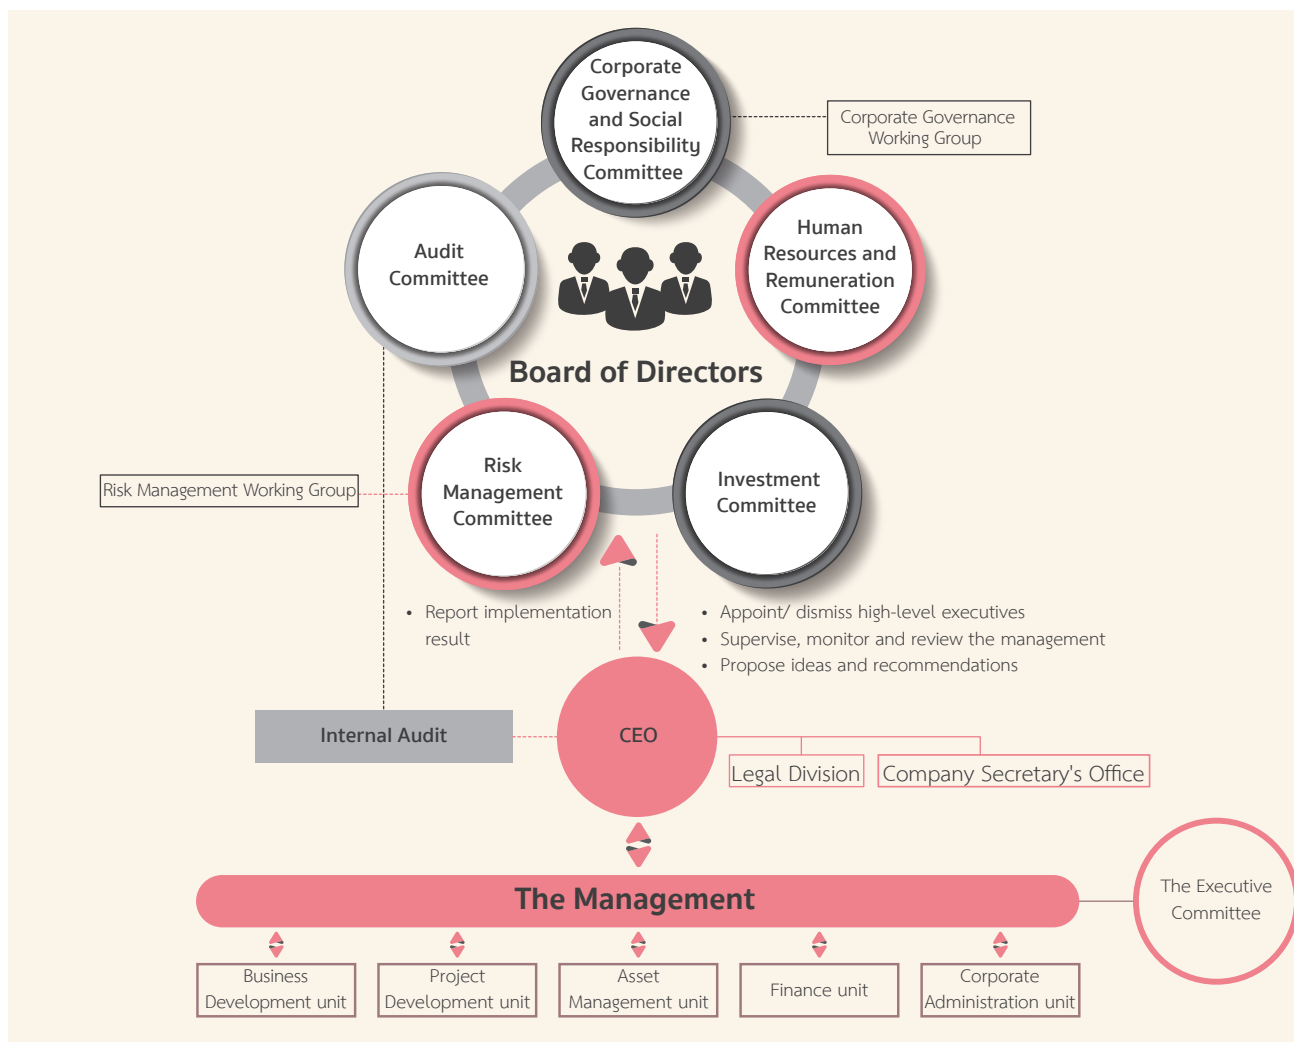 Corporate
Governance
and Social
Responsibility
Committee
Corporate Governance
Working Group
Audit
Committee
Human
Resources and
Remuneration
Committee
Board of Directors
Risk
Management
Committee
Investment
Committee
Risk Management Working Group
• Report implementation
result
• Appoint/ dismiss high-level executives
• Supervise, monitor and review the management
• Propose ideas and recommendations
Internal Audit
CEO
Legal Division
Company Secretary's Office
The Management
The Executive
Committee
Business
Development unit
Project
Development unit
Asset
Management unit
Finance unit
Corporate
Administration unit